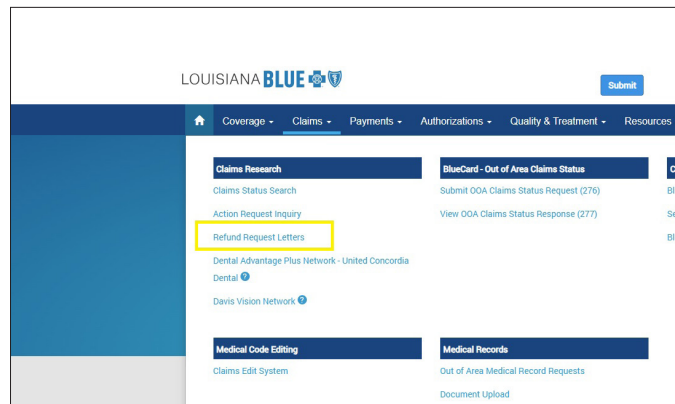 LOUISIANA BLUE
Submit
Coverage
Claims
Payments
Authorizations
Quality & Treatment
Resources
Claims Research
Claims Status Search
Action Request Inquiry
Refund Request Letters
Dental Advantage Plus Network - United Concordia
Dental ?
Davis Vision Network ?
BlueCard - Out of Area Claims Status
Submit OOA Claims Status Request (276)
View OOA Claims Status Response (277)
C
Bl
Se
Bl
Medical Code Editing
Claims Edit System
Medical Records
Out of Area Medical Record Requests
Document Upload